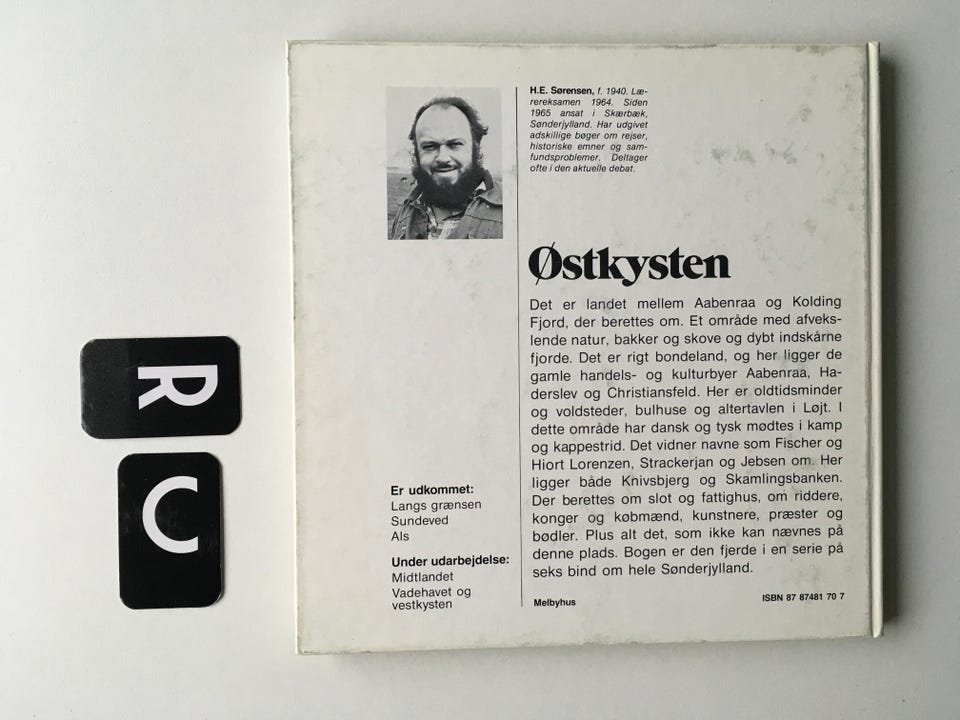 H.E. Sørensen, f. 1940. Læ-
rereksamen 1964. Siden
1965 ansat i Skærbæk,
Sønderjylland. Har udgivet
adskillige bøger om rejser,
historiske emner og sam-
fundsproblemer. Deltager
ofte i den aktuelle debat.
Østkysten
Det er landet mellem Aabenraa og Kolding
Fjord, der berettes om. Et område med afveks-
lende natur, bakker og skove og dybt indskårne
fjorde. Det er rigt bondeland, og her ligger de
gamle handels- og kulturbyer Aabenraa, Ha-
derslev og Christiansfeld. Her er oldtidsminder
og voldsteder, bulhuse og altertavlen i Løjt. I
dette område har dansk og tysk mødtes i kamp
og kappestrid. Det vidner navne som Fischer og
Hiort Lorenzen, Strackerjan og Jebsen om. Her
ligger både Knivsbjerg og Skamlingsbanken.
Der berettes om slot og fattighus, om riddere,
konger og købmænd, kunstnere, præster og
bødler. Plus alt det, som ikke kan nævnes på
denne plads. Bogen er den fjerde i en serie på
seks bind om hele Sønderjylland.
Er udkommet:
Langs grænsen
Sundeved
Als
Under udarbejdelse:
Midtlandet
Vadehavet og
vestkysten
Melbyhus
ISBN 87 87481 70 7
R
C